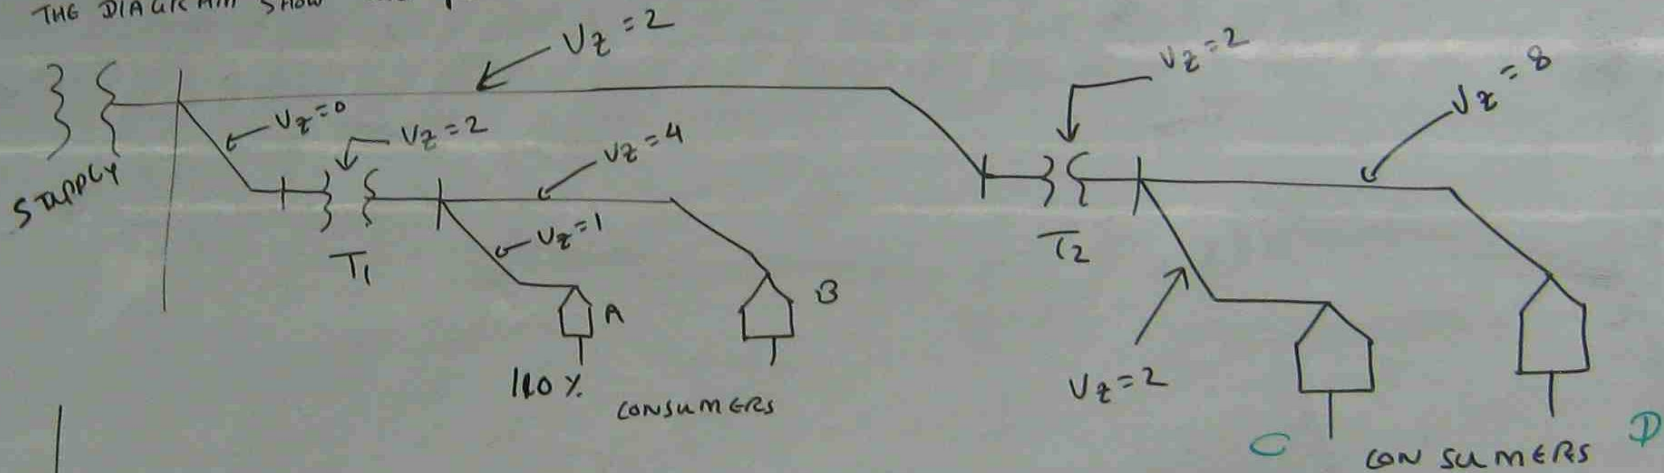 THE DIAGRAM SHOW
Vz=2
Vz=2
Vz=8
Vz=0
Vz=2
Vz=4
SUPPLY
Vz=1
T1
T2
A
B
110%
CONSUMERS
Vz=2
C
CONSUMERS
D